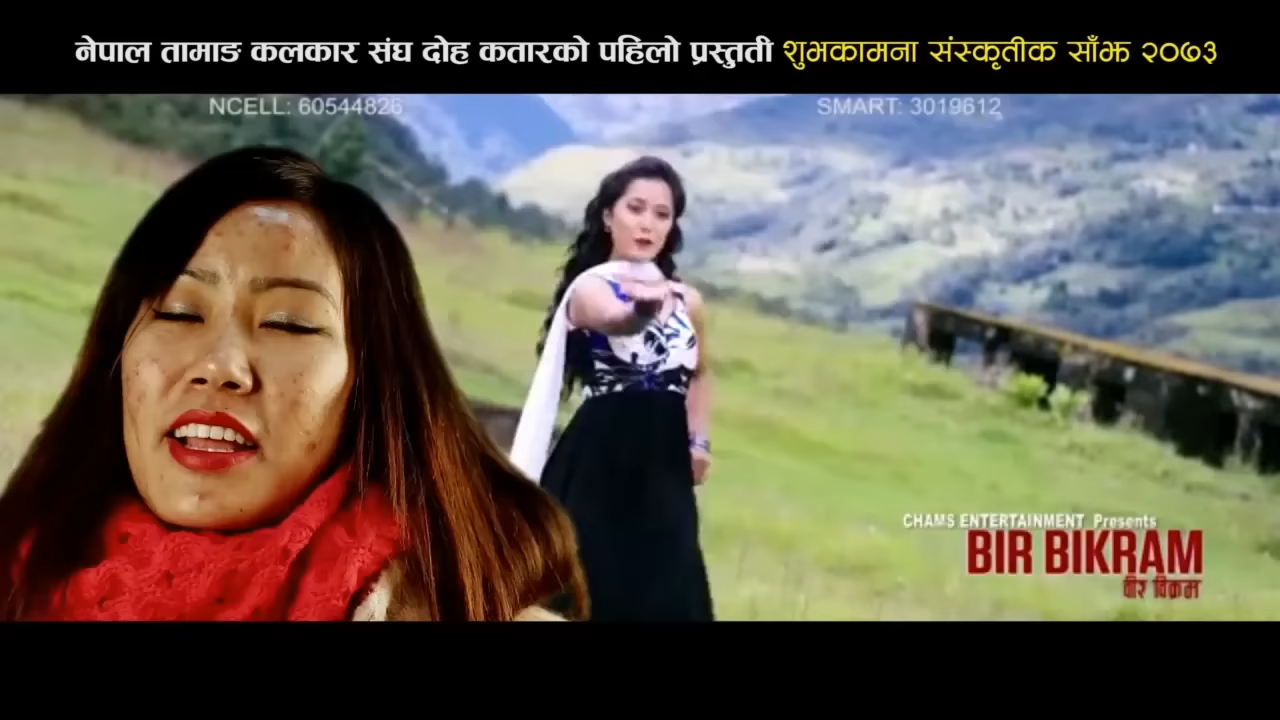 नेपाल तामाङ कलकार संघ दोह कतारको पहिलो प्रस्तुती शुभकामना संस्कृतीक साँझ २०७३
NCELL: 60544826 SMART: 3019612
CHAMS ENTERTAINMENT Presents
BIR BIKRAM
वीर विक्रम